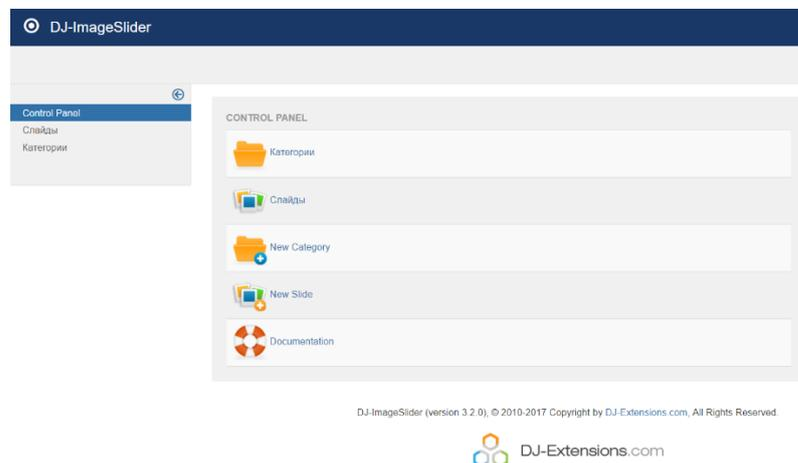 DJ-ImageSlider
Control Panel
Слайды
Категории
CONTROL PANEL
Категории
Слайды
New Category
New Slide
Documentation
DJ-ImageSlider (version 3.2.0), © 2010-2017 Copyright by DJ-Extensions.com, All Rights Reserved.
DJ-Extensions.com